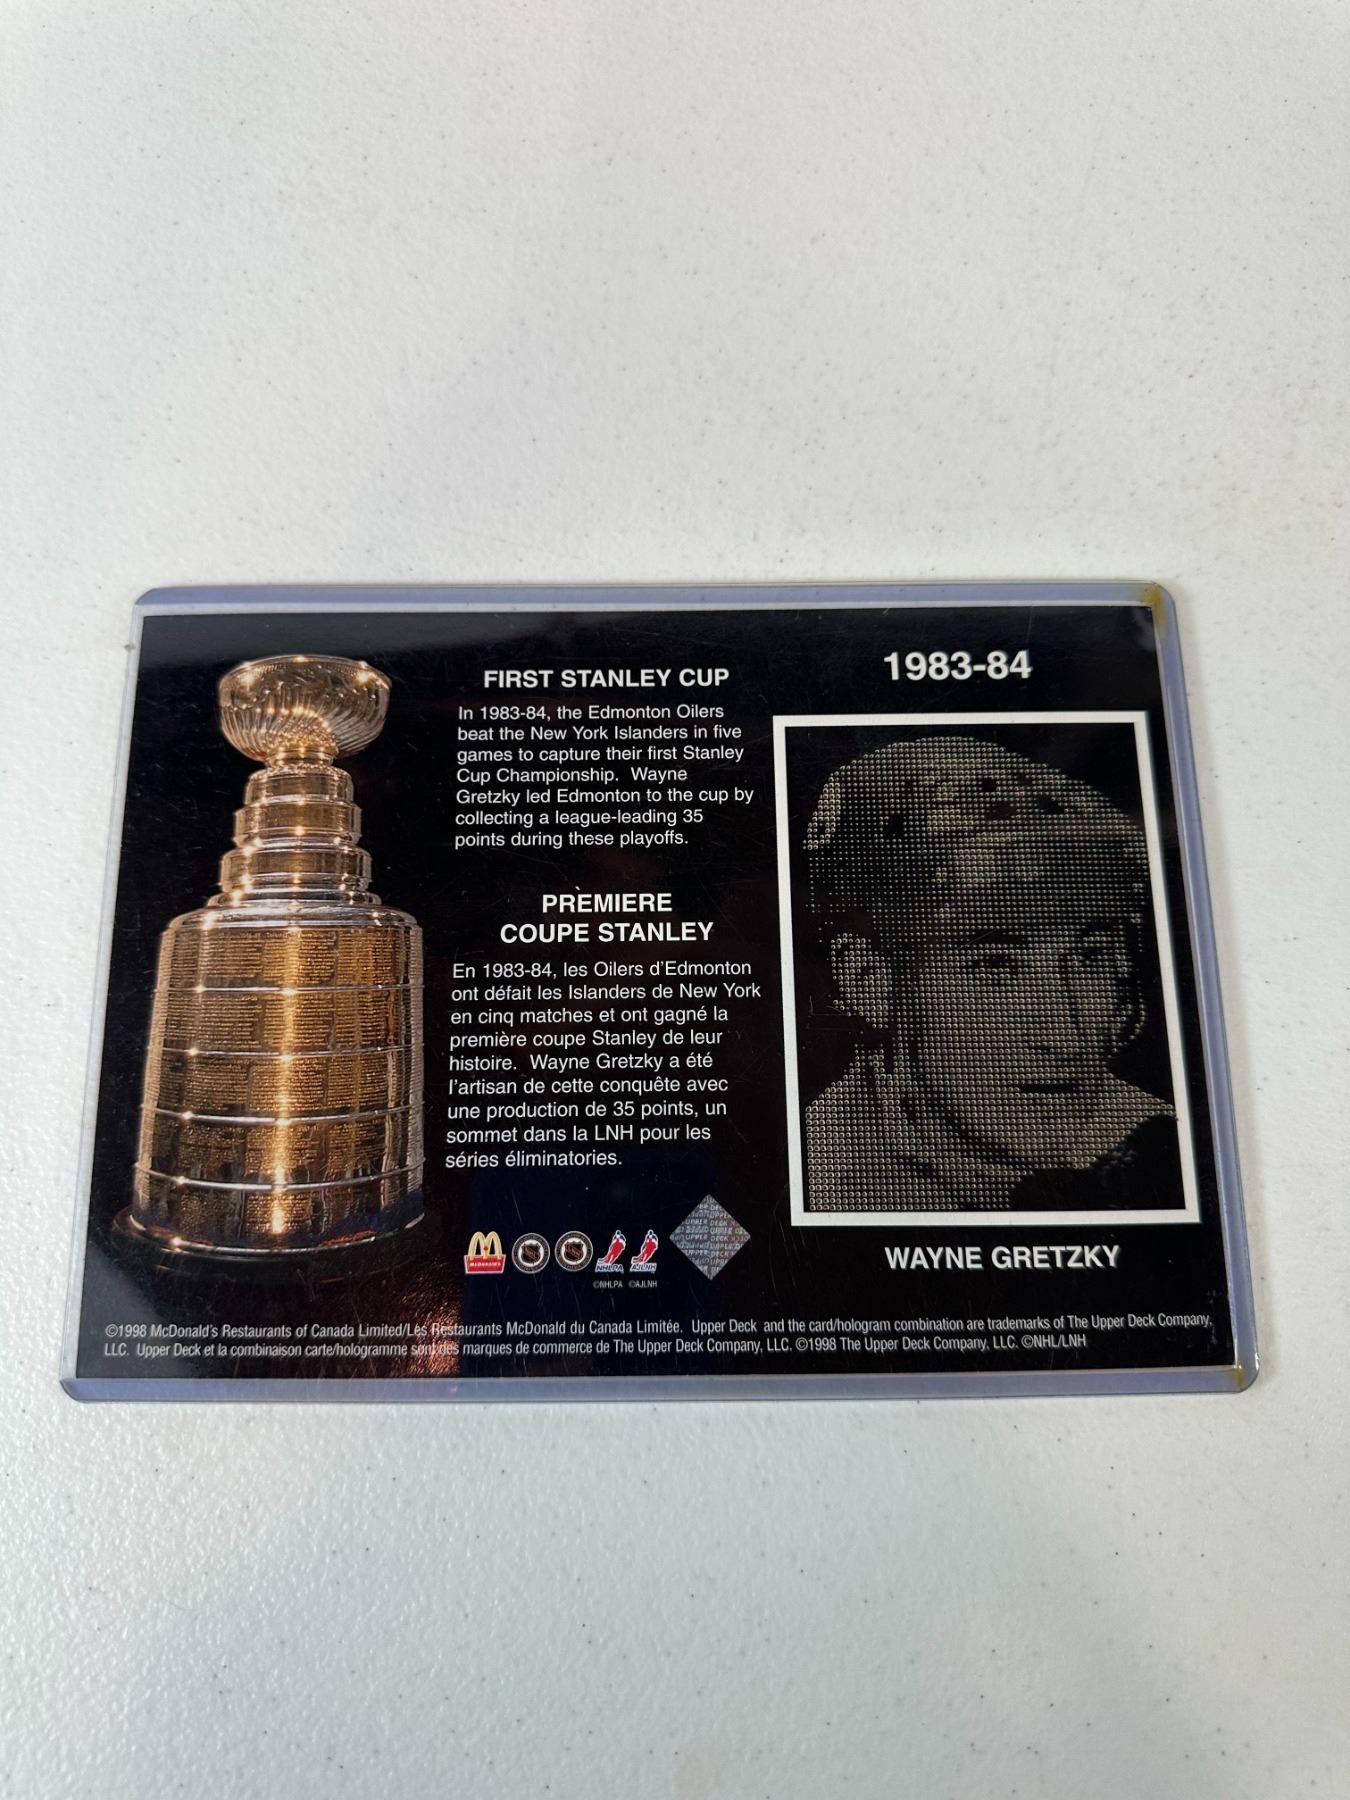 FIRST STANLEY CUP
In 1983-84, the Edmonton Oilers
beat the New York Islanders in five
games to capture their first Stanley
Cup Championship. Wayne
Gretzky led Edmonton to the cup by
collecting a league-leading 35
points during these playoffs.
PRÈMIERE
COUPE STANLEY
En 1983-84, les Oilers d'Edmonton
ont défait les Islanders de New York
en cinq matches et ont gagné la
première coupe Stanley de leur
histoire. Wayne Gretzky a été
l'artisan de cette conquête avec
une production de 35 points, un
sommet dans la LNH pour les
séries éliminatories.
1983-84
WAYNE GRETZKY
McDONALD'S
NHLPA AJLNH
©NHLPA ©AJLNH
UPPER DECK
©1998 McDonald's Restaurants of Canada Limited/Les Restaurants McDonald du Canada Limitée. Upper Deck and the card/hologram combination are trademarks of The Upper Deck Company,
LLC. Upper Deck et la combinaison carte/hologramme sont des marques de commerce de The Upper Deck Company, LLC. ©1998 The Upper Deck Company, LLC. ©NHL/LNH